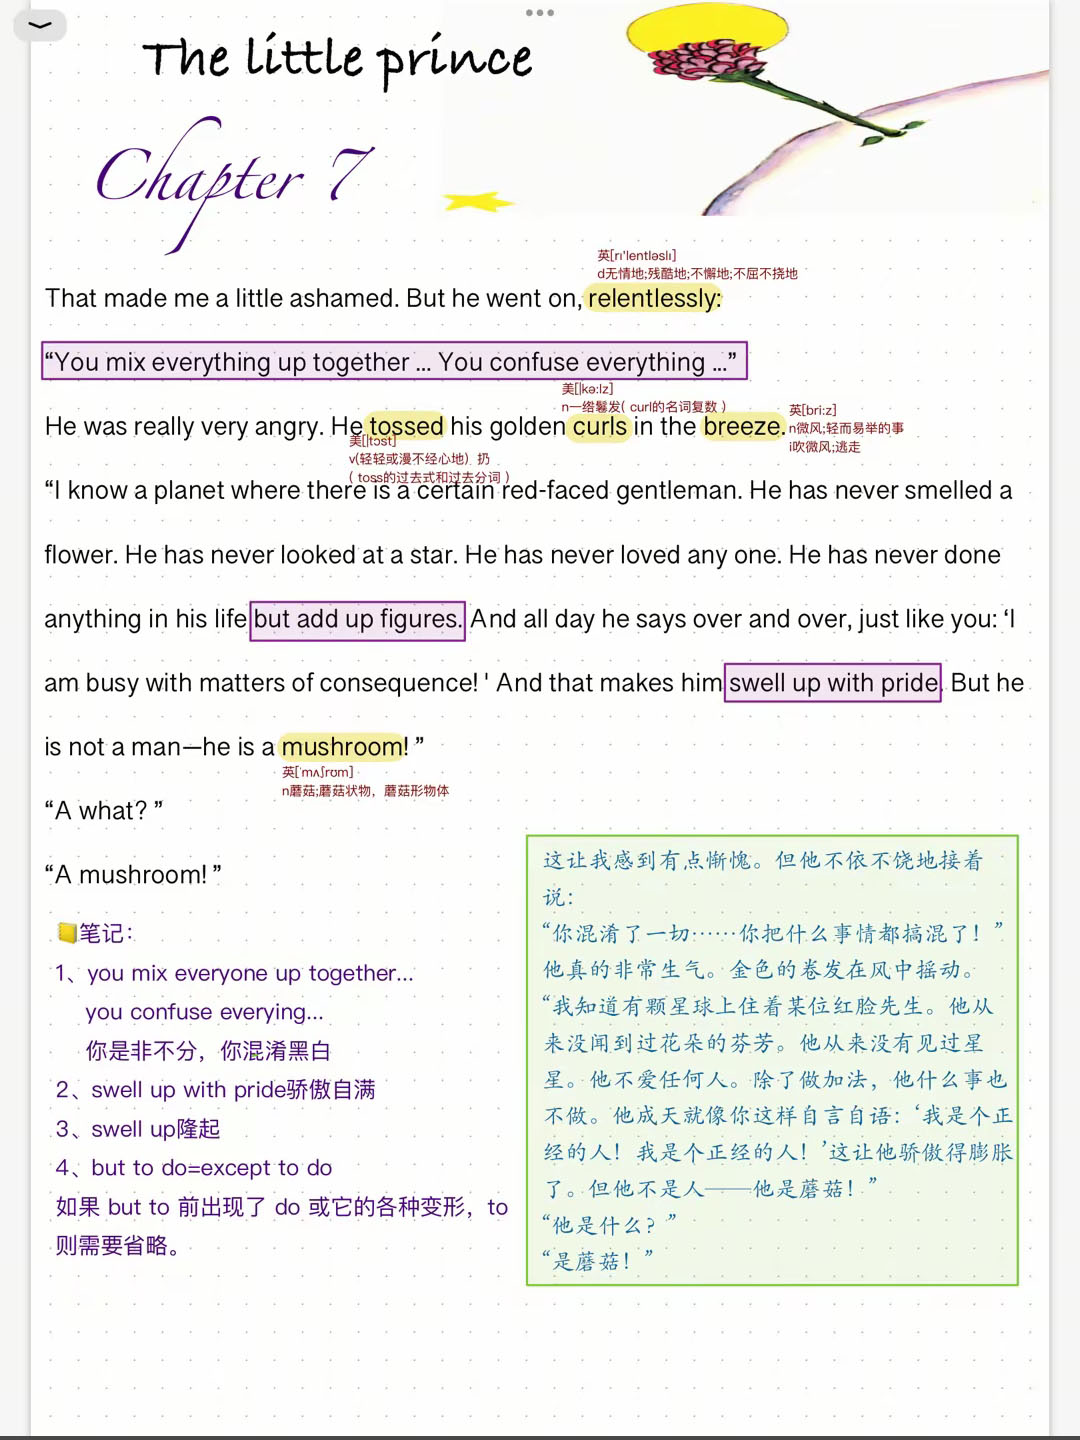 The little prince
Chapter 7
英[rɪ'lentləslɪ]
d无情地;残酷地;不懈地;不屈不挠地
That made me a little ashamed. But he went on, relentlessly:
“You mix everything up together ... You confuse everything ...”
美[kə:lz]
n一绺鬈发( curl的名词复数 )
He was really very angry. He tossed his golden curls in the breeze.
英[bri:z]
n微风;轻而易举的事
i吹微风;逃走
美[tɔst]
v(轻轻或漫不经心地) 扔
( toss的过去式和过去分词 )
“I know a planet where there is a certain red-faced gentleman. He has never smelled a
flower. He has never looked at a star. He has never loved any one. He has never done
anything in his life but add up figures. And all day he says over and over, just like you: ‘I
am busy with matters of consequence! ' And that makes him swell up with pride. But he
is not a man—he is a mushroom! ”
英[ˈmʌʃrʊm]
n蘑菇;蘑菇状物，蘑菇形物体
“A what? ”
“A mushroom! ”
笔记：
1、you mix everyone up together...
you confuse everying...
你是非不分，你混淆黑白
2、swell up with pride骄傲自满
3、swell up隆起
4、but to do=except to do
如果 but to 前出现了 do 或它的各种变形，to
则需要省略。
这让我感到有点惭愧。但他不依不饶地接着
说：
“你混淆了一切……你把什么事情都搞混了！”
他真的非常生气。金色的卷发在风中摇动。
“我知道有颗星球上住着某位红脸先生。他从
来没闻到过花朵的芬芳。他从来没有见过星
星。他不爱任何人。除了做加法，他什么事也
不做。他成天就像你这样自言自语：‘我是个正
经的人！我是个正经的人！’这让他骄傲得膨胀
了。但他不是人——他是蘑菇！”
“他是什么？”
“是蘑菇！”